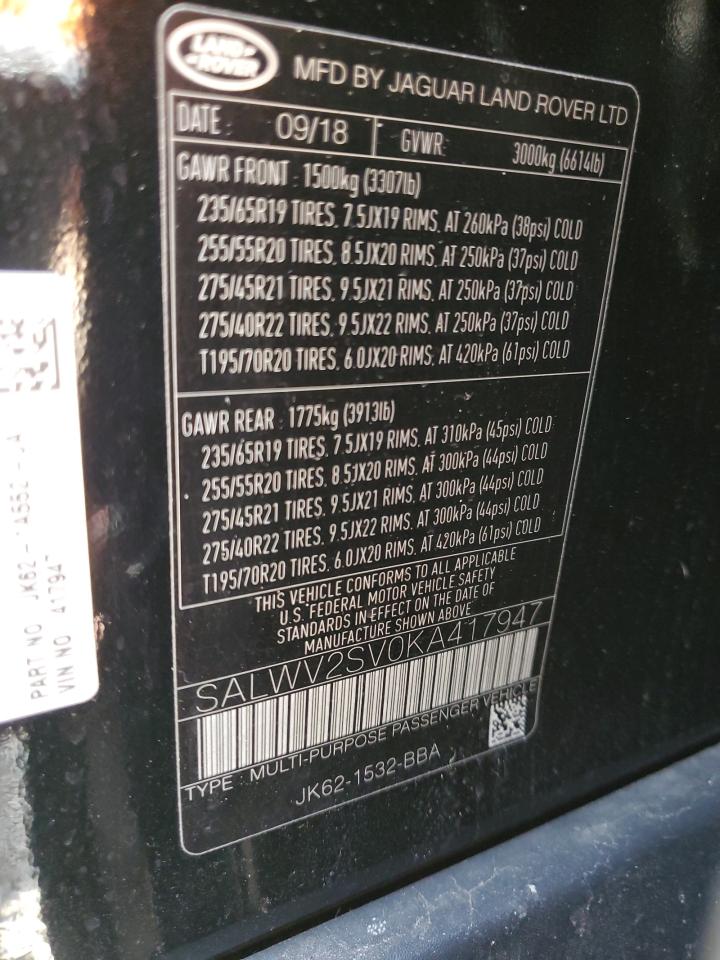 LAND ROVER
MFD BY JAGUAR LAND ROVER LTD
DATE: 09/18 GVWR: 3000kg (6614lb)
GAWR FRONT: 1500kg (3307lb)
235/65R19 TIRES, 7.5JX19 RIMS, AT 260kPa (38psi) COLD
255/55R20 TIRES, 8.5JX20 RIMS, AT 250kPa (37psi) COLD
275/45R21 TIRES, 9.5JX21 RIMS, AT 250kPa (37psi) COLD
275/40R22 TIRES, 9.5JX22 RIMS, AT 250kPa (37psi) COLD
T195/70R20 TIRES, 6.0JX20 RIMS, AT 420kPa (61psi) COLD
GAWR REAR: 1775kg (3913lb)
235/65R19 TIRES, 7.5JX19 RIMS, AT 310kPa (45psi) COLD
255/55R20 TIRES, 8.5JX20 RIMS, AT 300kPa (44psi) COLD
275/45R21 TIRES, 9.5JX21 RIMS, AT 300kPa (44psi) COLD
275/40R22 TIRES, 9.5JX22 RIMS, AT 300kPa (44psi) COLD
T195/70R20 TIRES, 6.0JX20 RIMS, AT 420kPa (61psi) COLD
THIS VEHICLE CONFORMS TO ALL APPLICABLE
U.S. FEDERAL MOTOR VEHICLE SAFETY
STANDARDS IN EFFECT ON THE DATE OF
MANUFACTURE SHOWN ABOVE
SALWV2SV0KA417947
TYPE: MULTI-PURPOSE PASSENGER VEHICLE
JK62-1532-BBA
PART NO JK62-
VIN NO 417947